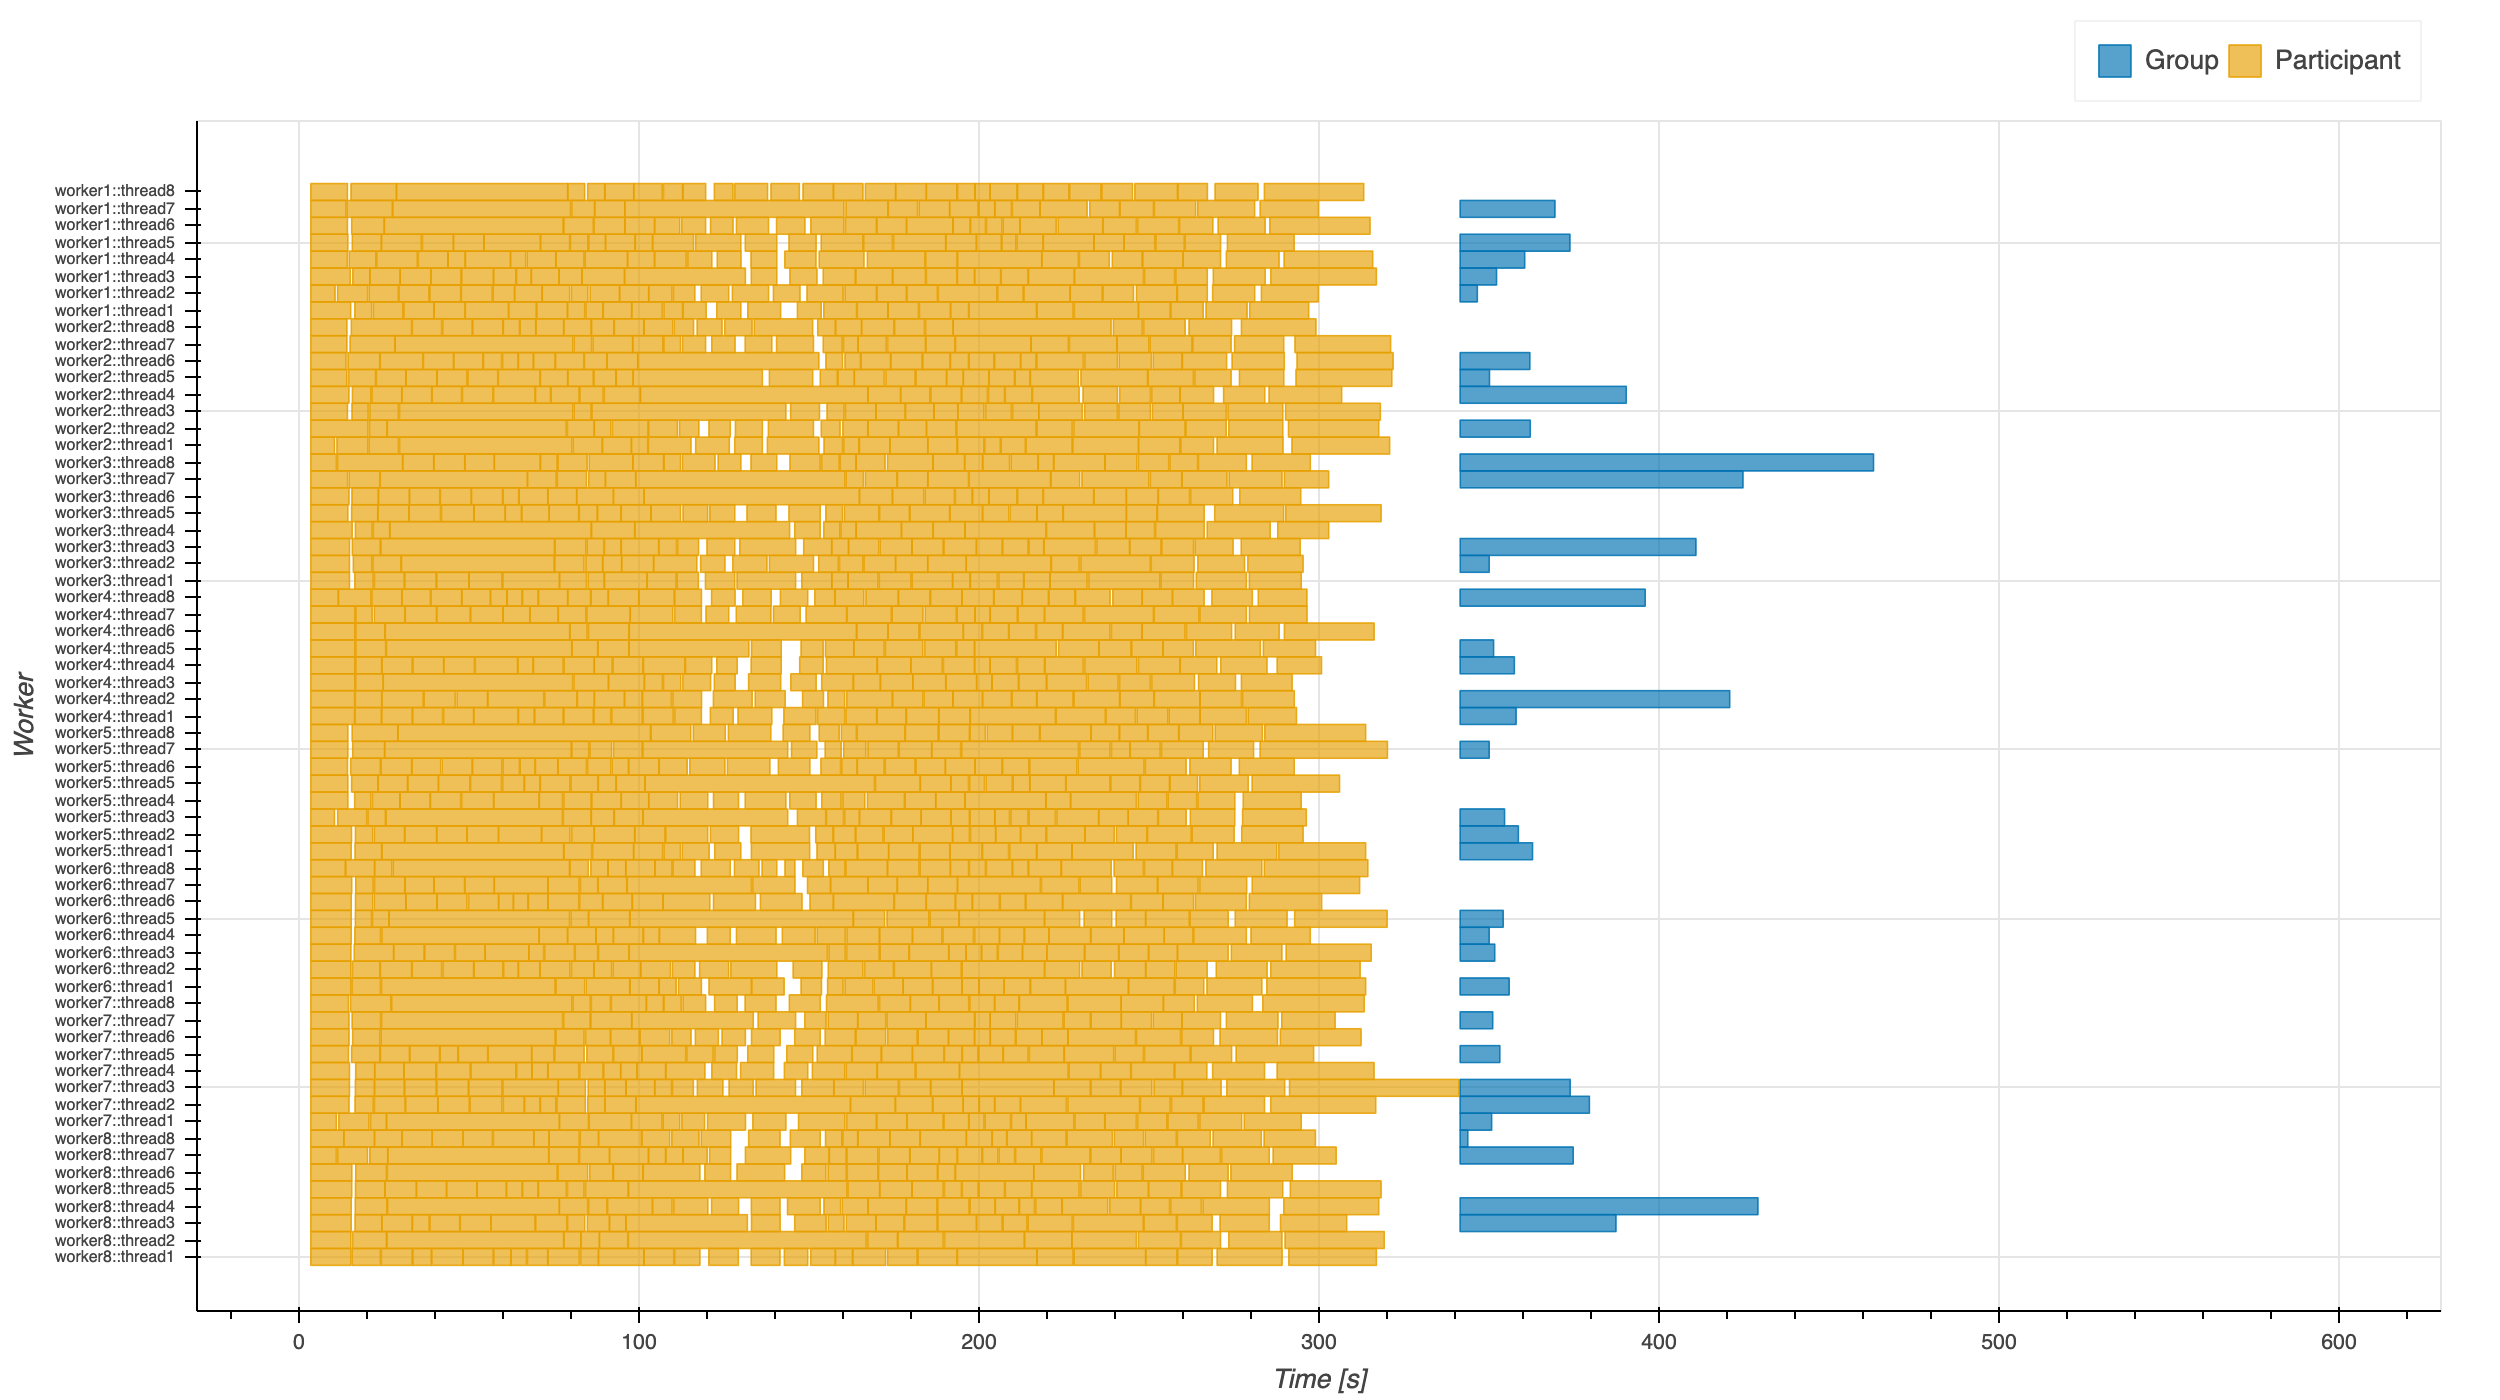 Group Participant
worker1::thread8
worker1::thread7
worker1::thread6
worker1::thread5
worker1::thread4
worker1::thread3
worker1::thread2
worker1::thread1
worker2::thread8
worker2::thread7
worker2::thread6
worker2::thread5
worker2::thread4
worker2::thread3
worker2::thread2
worker2::thread1
worker3::thread8
worker3::thread7
worker3::thread6
worker3::thread5
worker3::thread4
worker3::thread3
worker3::thread2
worker3::thread1
worker4::thread8
worker4::thread7
worker4::thread6
worker4::thread5
worker4::thread4
worker4::thread3
worker4::thread2
worker4::thread1
worker5::thread8
worker5::thread7
worker5::thread6
worker5::thread5
worker5::thread4
worker5::thread3
worker5::thread2
worker5::thread1
worker6::thread8
worker6::thread7
worker6::thread6
worker6::thread5
worker6::thread4
worker6::thread3
worker6::thread2
worker6::thread1
worker7::thread8
worker7::thread7
worker7::thread6
worker7::thread5
worker7::thread4
worker7::thread3
worker7::thread2
worker7::thread1
worker8::thread8
worker8::thread7
worker8::thread6
worker8::thread5
worker8::thread4
worker8::thread3
worker8::thread2
worker8::thread1
Worker
0 100 200 300 400 500 600
Time [s]